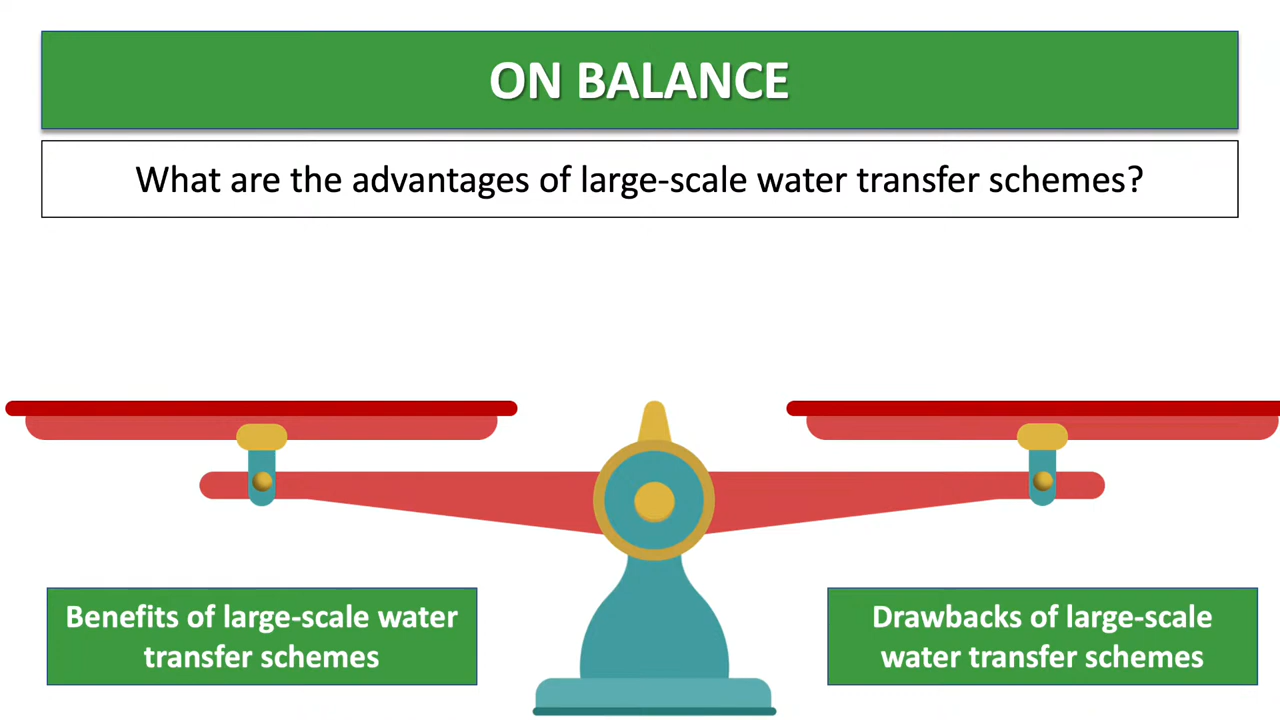 ON BALANCE
What are the advantages of large-scale water transfer schemes?
Benefits of large-scale water
transfer schemes
Drawbacks of large-scale
water transfer schemes